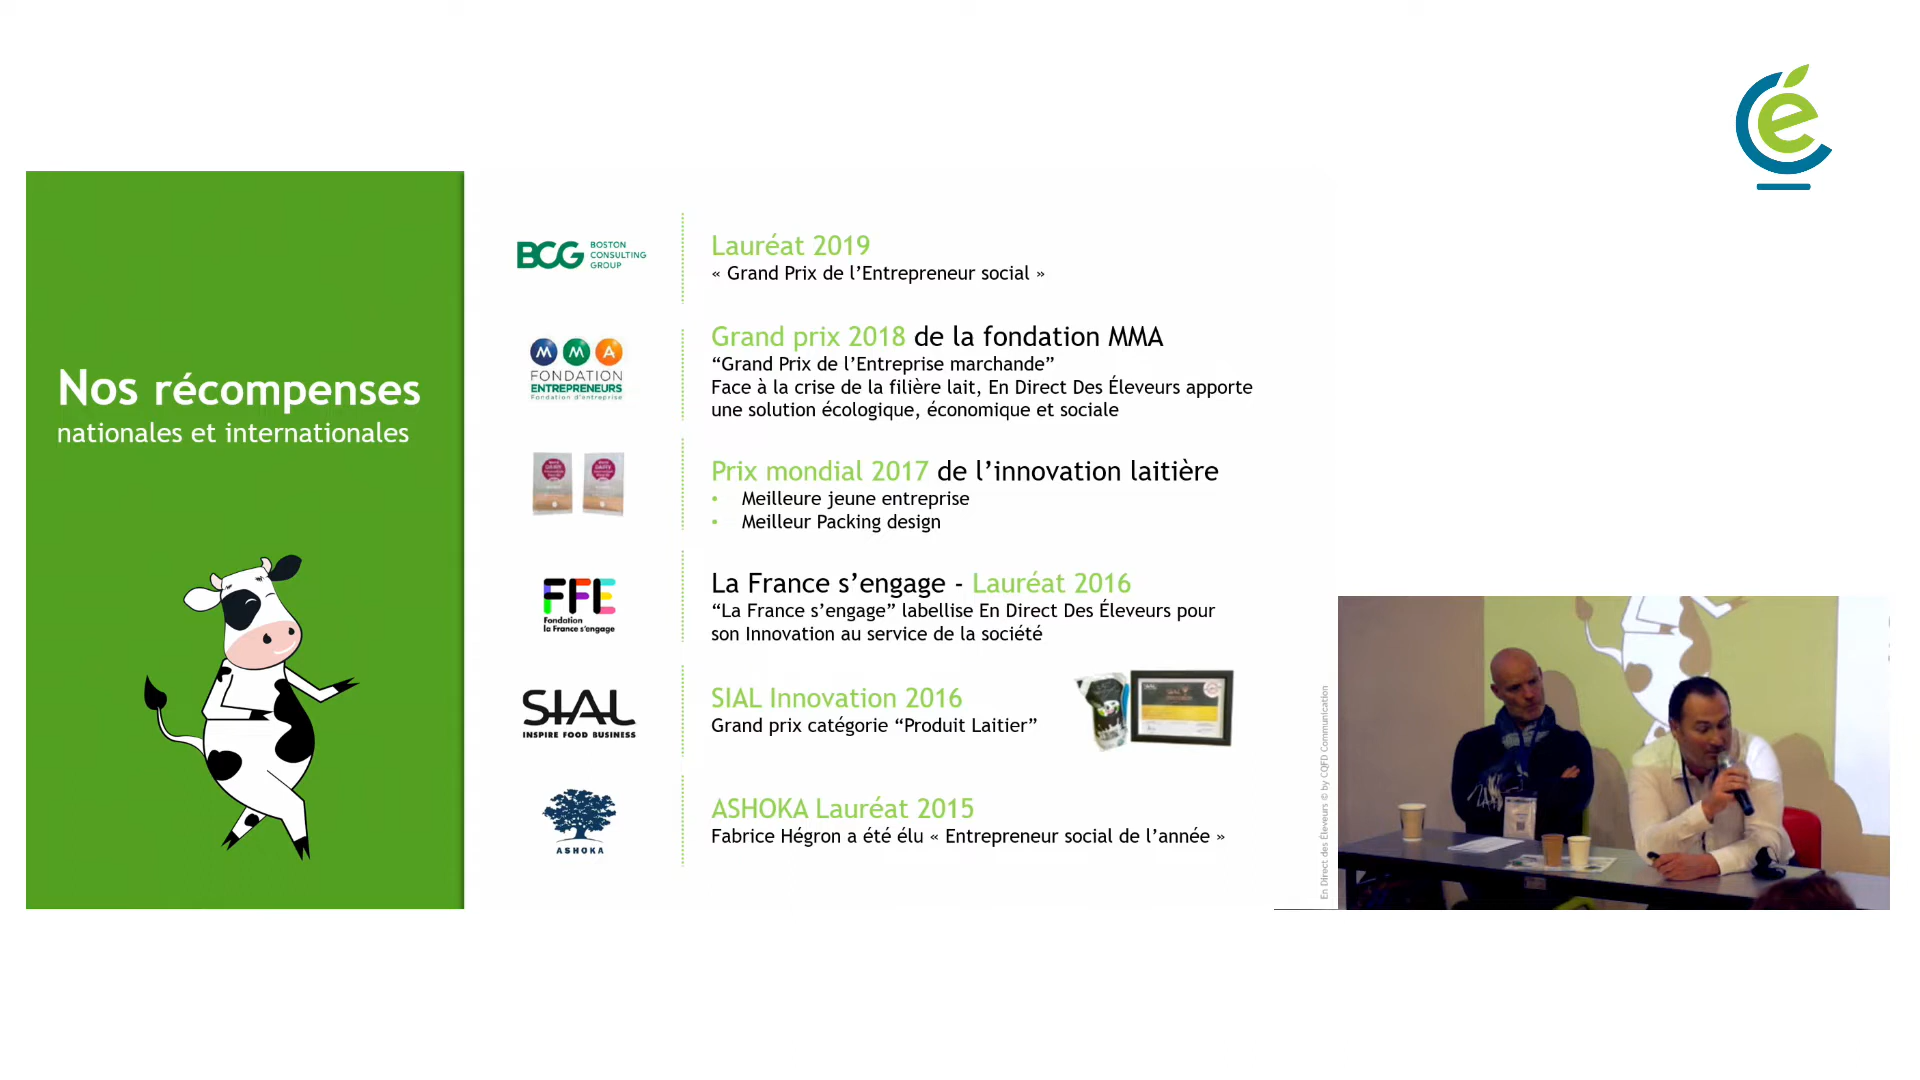 Nos récompenses
nationales et internationales
BCG BOSTON CONSULTING GROUP
Lauréat 2019
« Grand Prix de l’Entrepreneur social »
MMA
FONDATION
ENTREPRENEURS
Fondation d'entreprise
Grand prix 2018 de la fondation MMA
“Grand Prix de l’Entreprise marchande”
Face à la crise de la filière lait, En Direct Des Éleveurs apporte
une solution écologique, économique et sociale
Prix mondial 2017 de l’innovation laitière
• Meilleure jeune entreprise
• Meilleur Packing design
FFE
Fondation
la France s'engage
La France s’engage - Lauréat 2016
“La France s’engage” labellise En Direct Des Éleveurs pour
son Innovation au service de la société
SIAL
INSPIRE FOOD BUSINESS
SIAL Innovation 2016
Grand prix catégorie “Produit Laitier”
ASHOKA
ASHOKA Lauréat 2015
Fabrice Hégron a été élu « Entrepreneur social de l’année »
En Direct des Éleveurs © by CQFD Communication